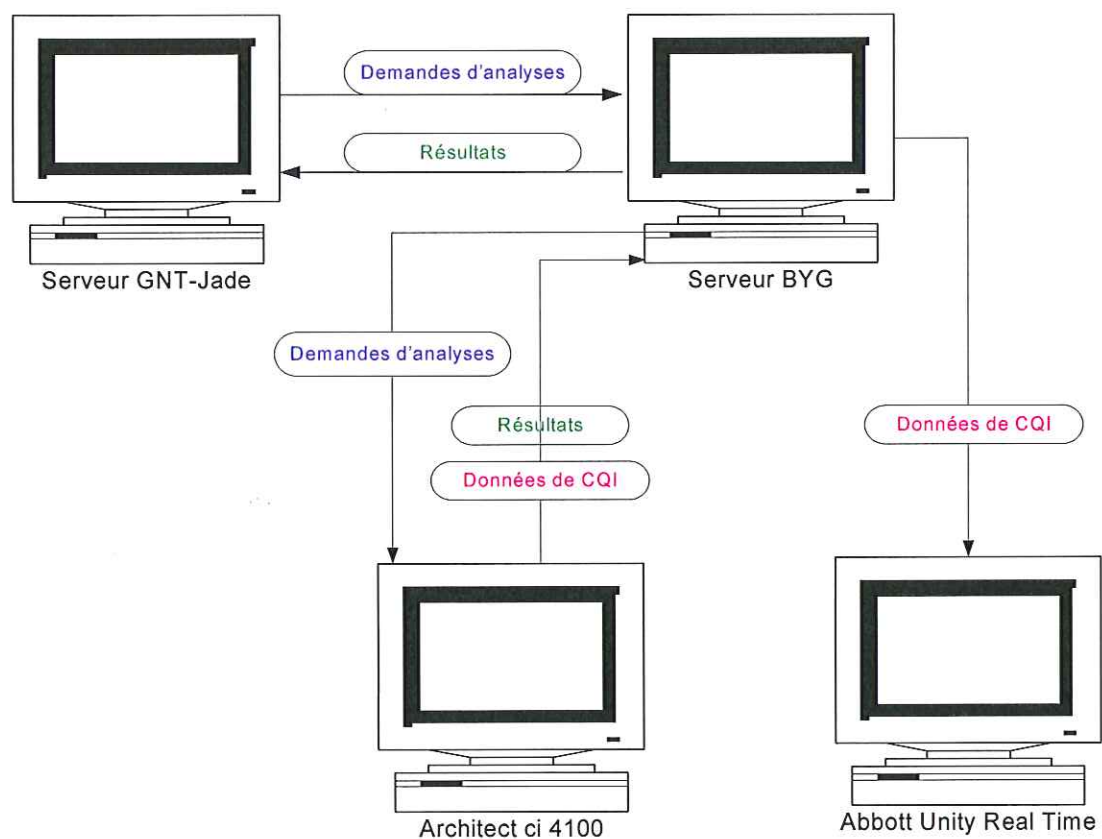 Demandes d'analyses
Résultats
Serveur GNT-Jade
Serveur BYG
Demandes d'analyses
Résultats
Données de CQI
Données de CQI
Architect ci 4100
Abbott Unity Real Time